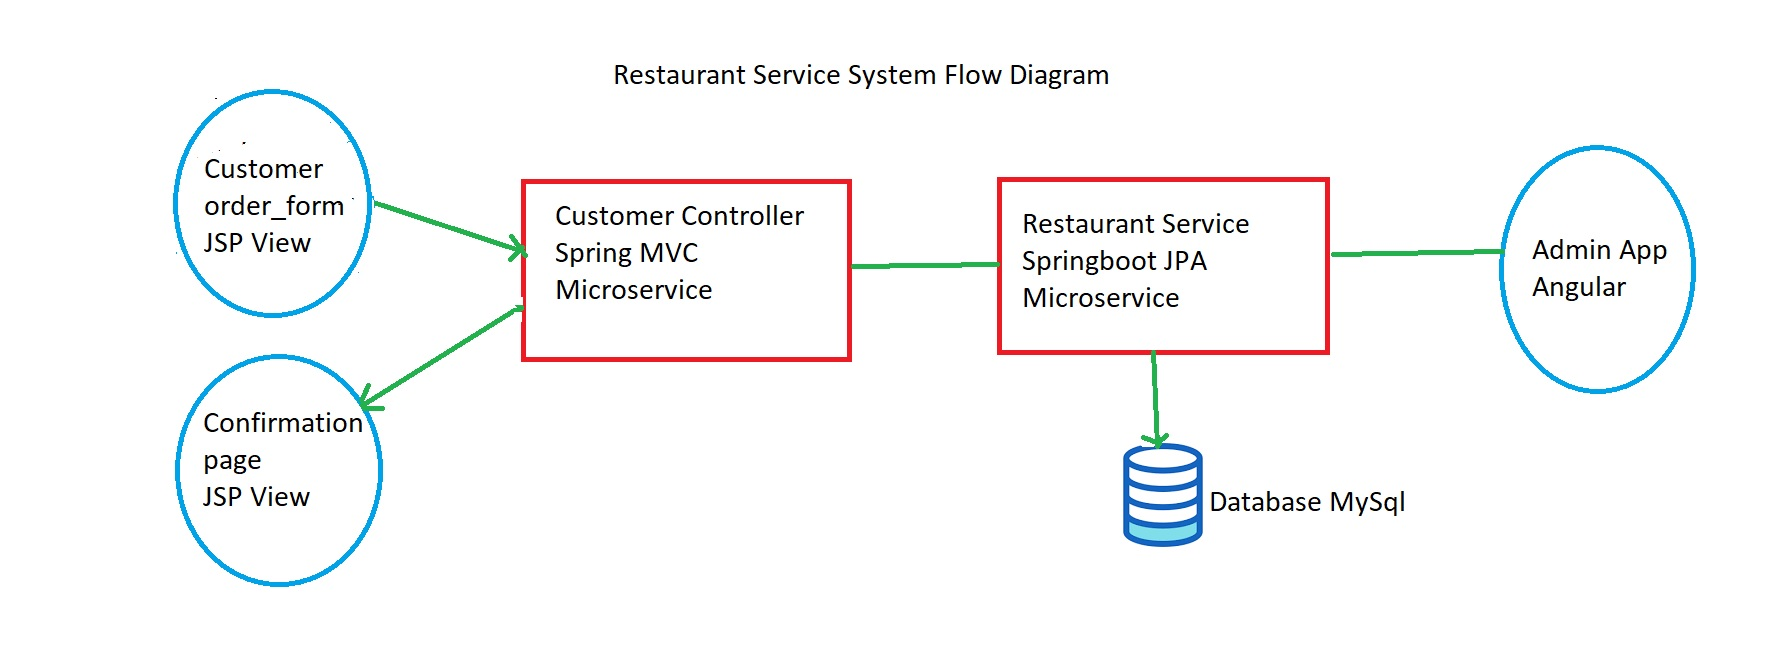 Restaurant Service System Flow Diagram
Customer
order_form
JSP View
Customer Controller
Spring MVC
Microservice
Restaurant Service
Springboot JPA
Microservice
Admin App
Angular
Confirmation
page
JSP View
Database MySql